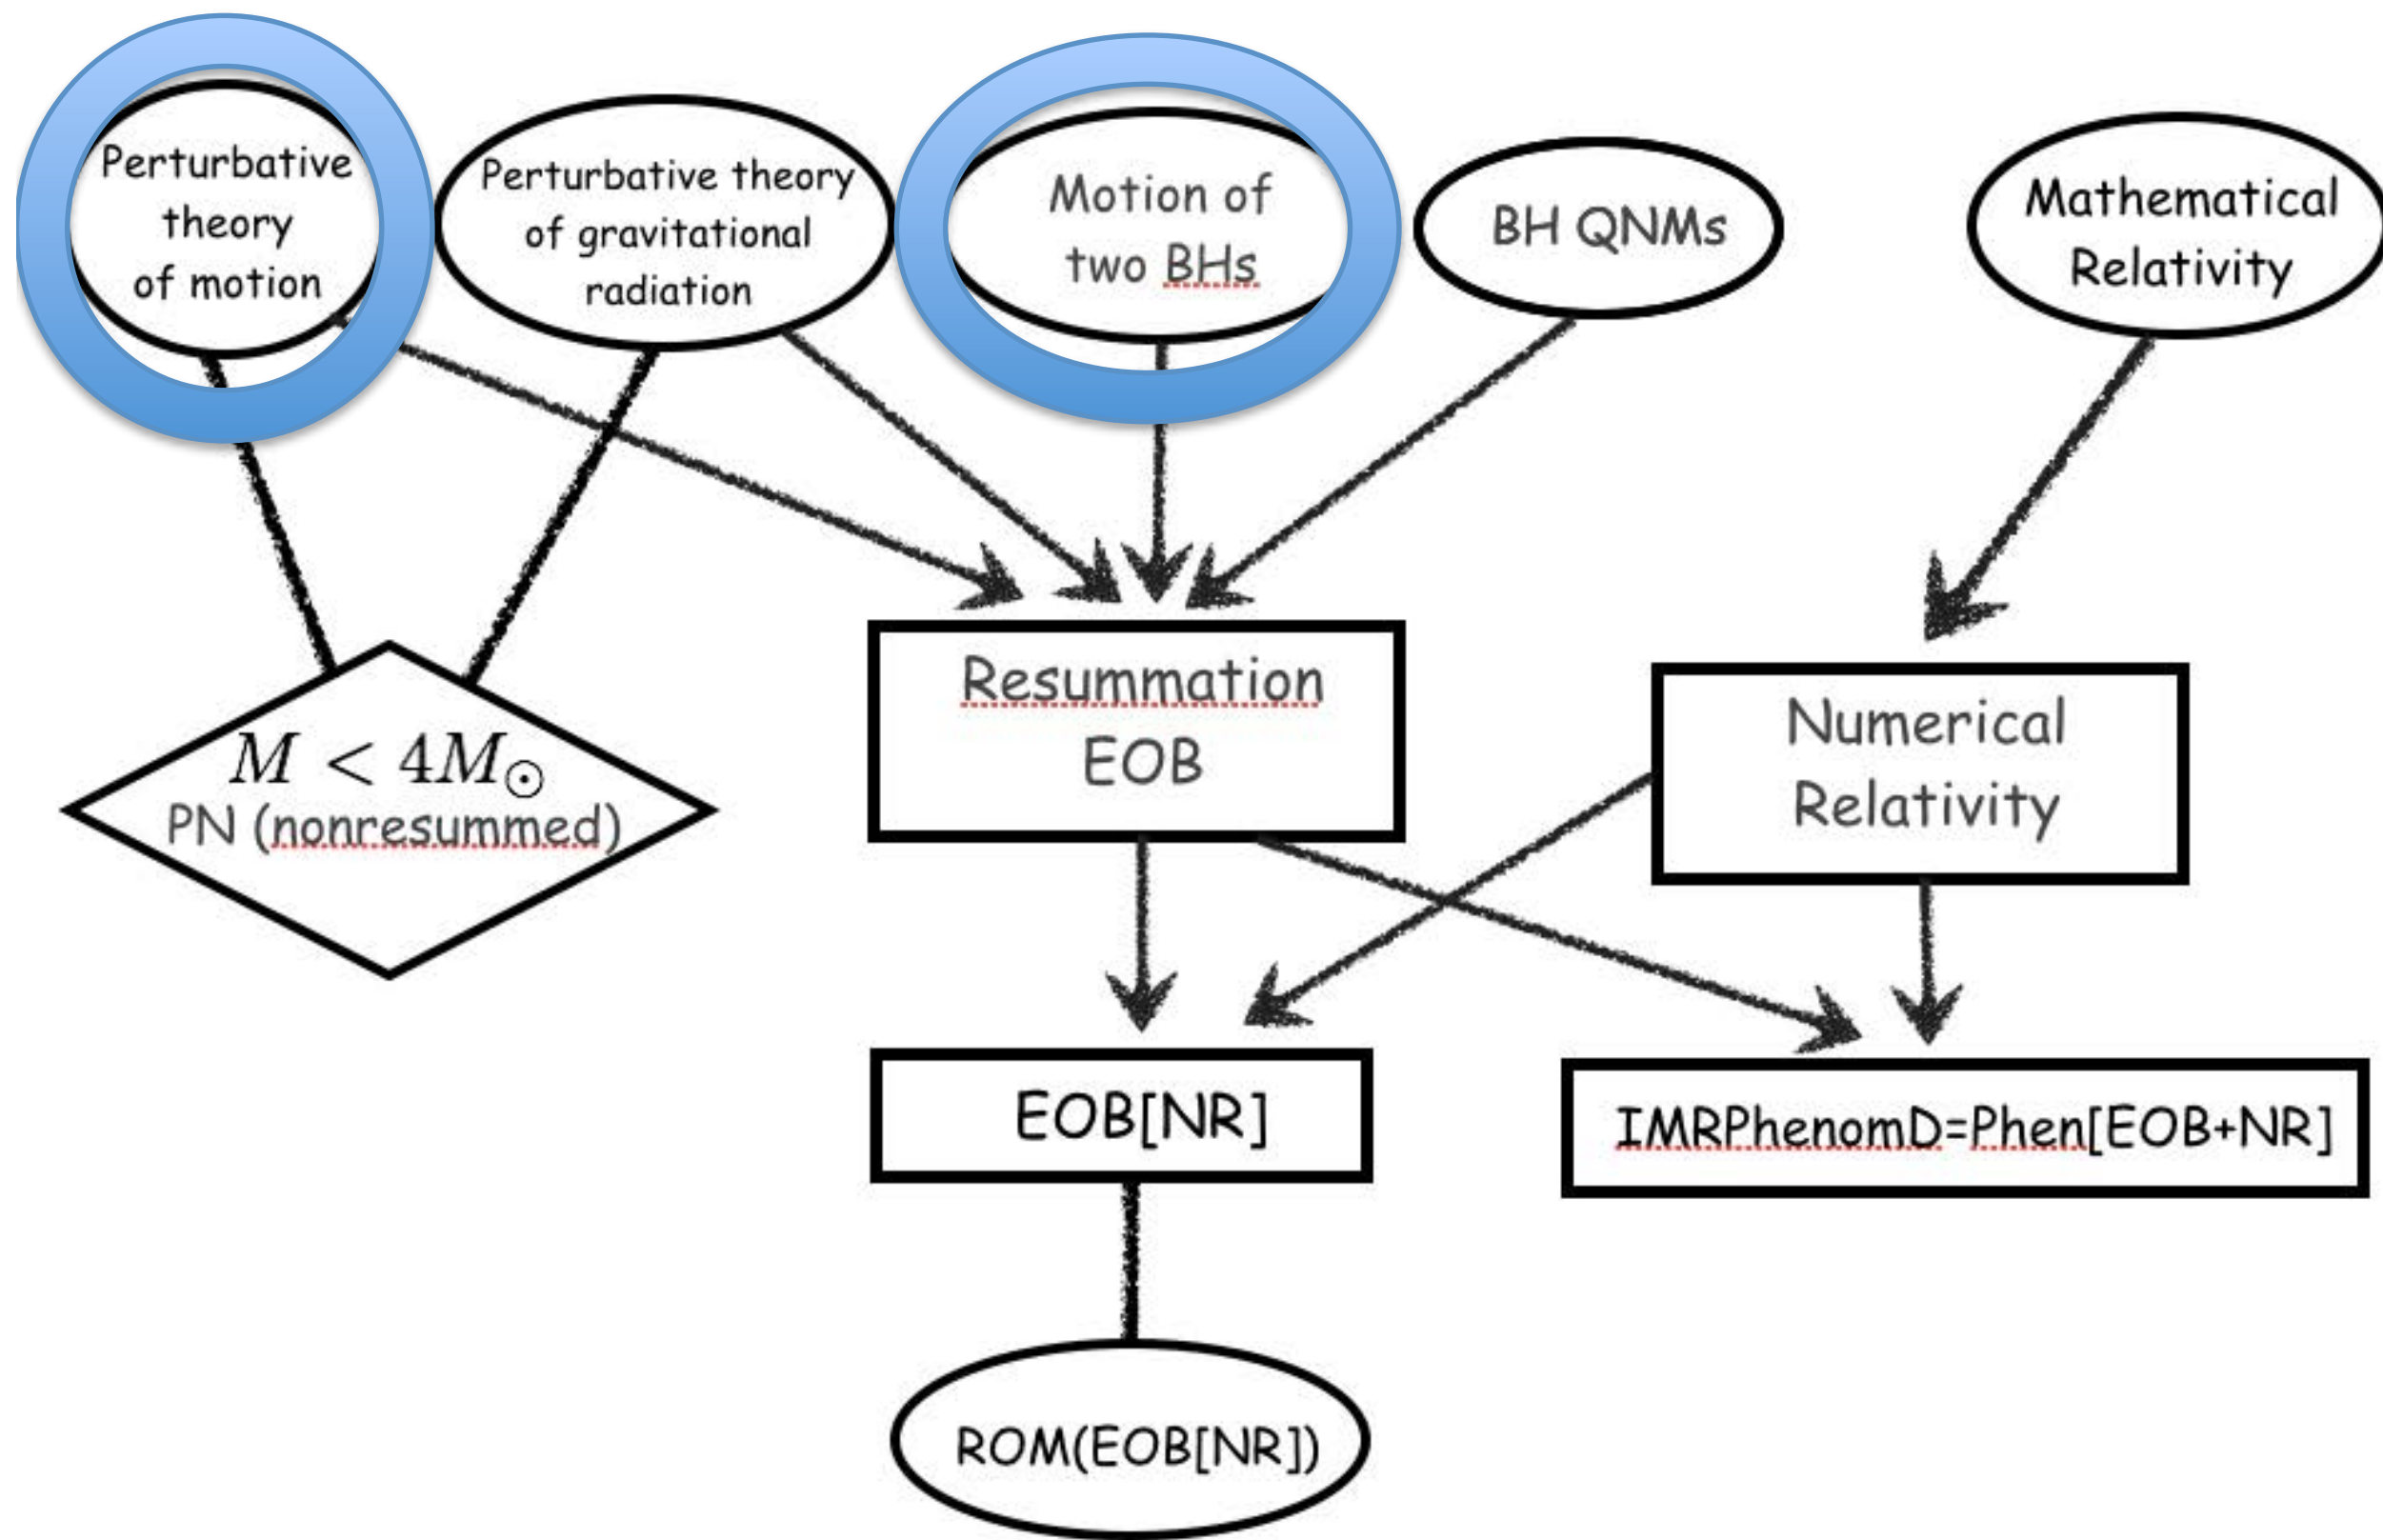 Perturbative
theory
of motion
Perturbative theory
of gravitational
radiation
Motion of
two BHs
BH QNMs
Mathematical
Relativity
M < 4M⊙
PN (nonresummed)
Resummation
EOB
Numerical
Relativity
EOB[NR]
IMRPhenomD=Phen[EOB+NR]
ROM(EOB[NR])